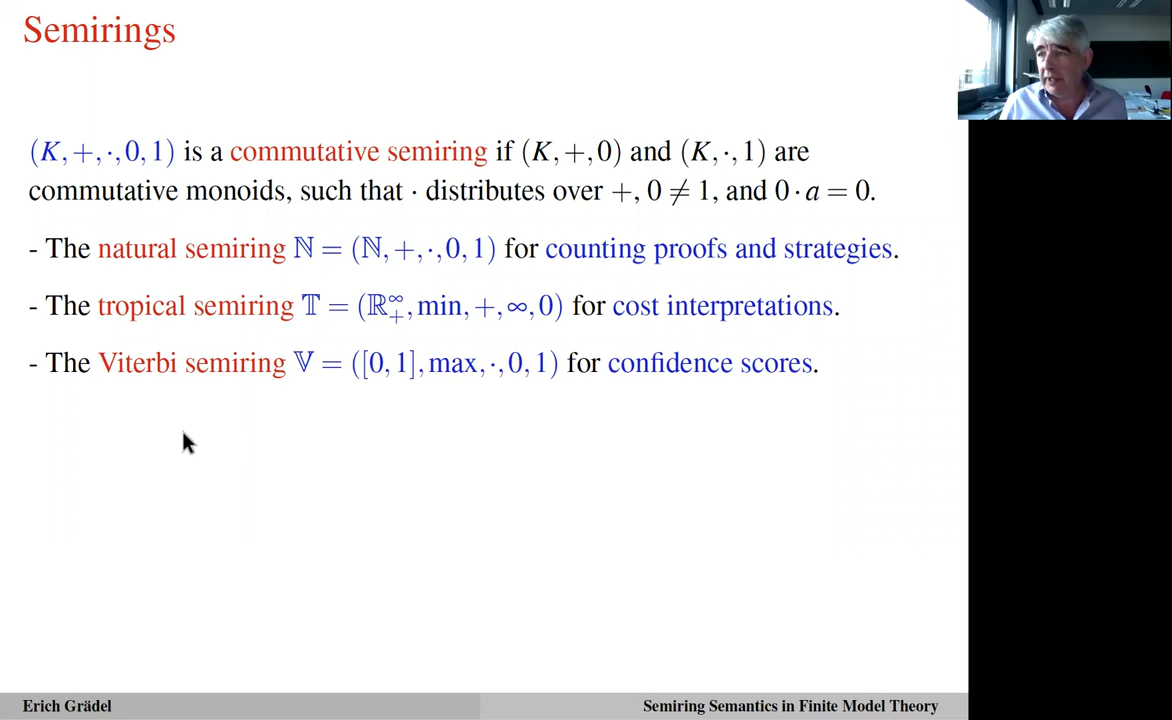 Semirings
(K, +, ·, 0, 1) is a commutative semiring if (K, +, 0) and (K, ·, 1) are
commutative monoids, such that · distributes over +, 0 ≠ 1, and 0 · a = 0.
- The natural semiring ℕ = (ℕ, +, ·, 0, 1) for counting proofs and strategies.
- The tropical semiring 𝕋 = (ℝ₊^∞, min, +, ∞, 0) for cost interpretations.
- The Viterbi semiring 𝕍 = ([0, 1], max, ·, 0, 1) for confidence scores.
Erich Grädel
Semiring Semantics in Finite Model Theory